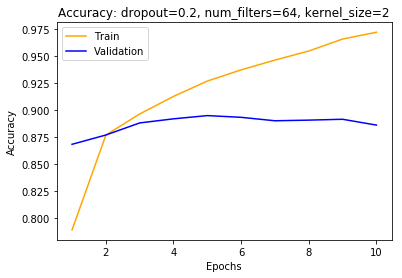 Accuracy: dropout=0.2, num_filters=64, kernel_size=2
Train
Validation
0.975
0.950
0.925
0.900
0.875
0.850
0.825
0.800
Accuracy
2
4
6
8
10
Epochs